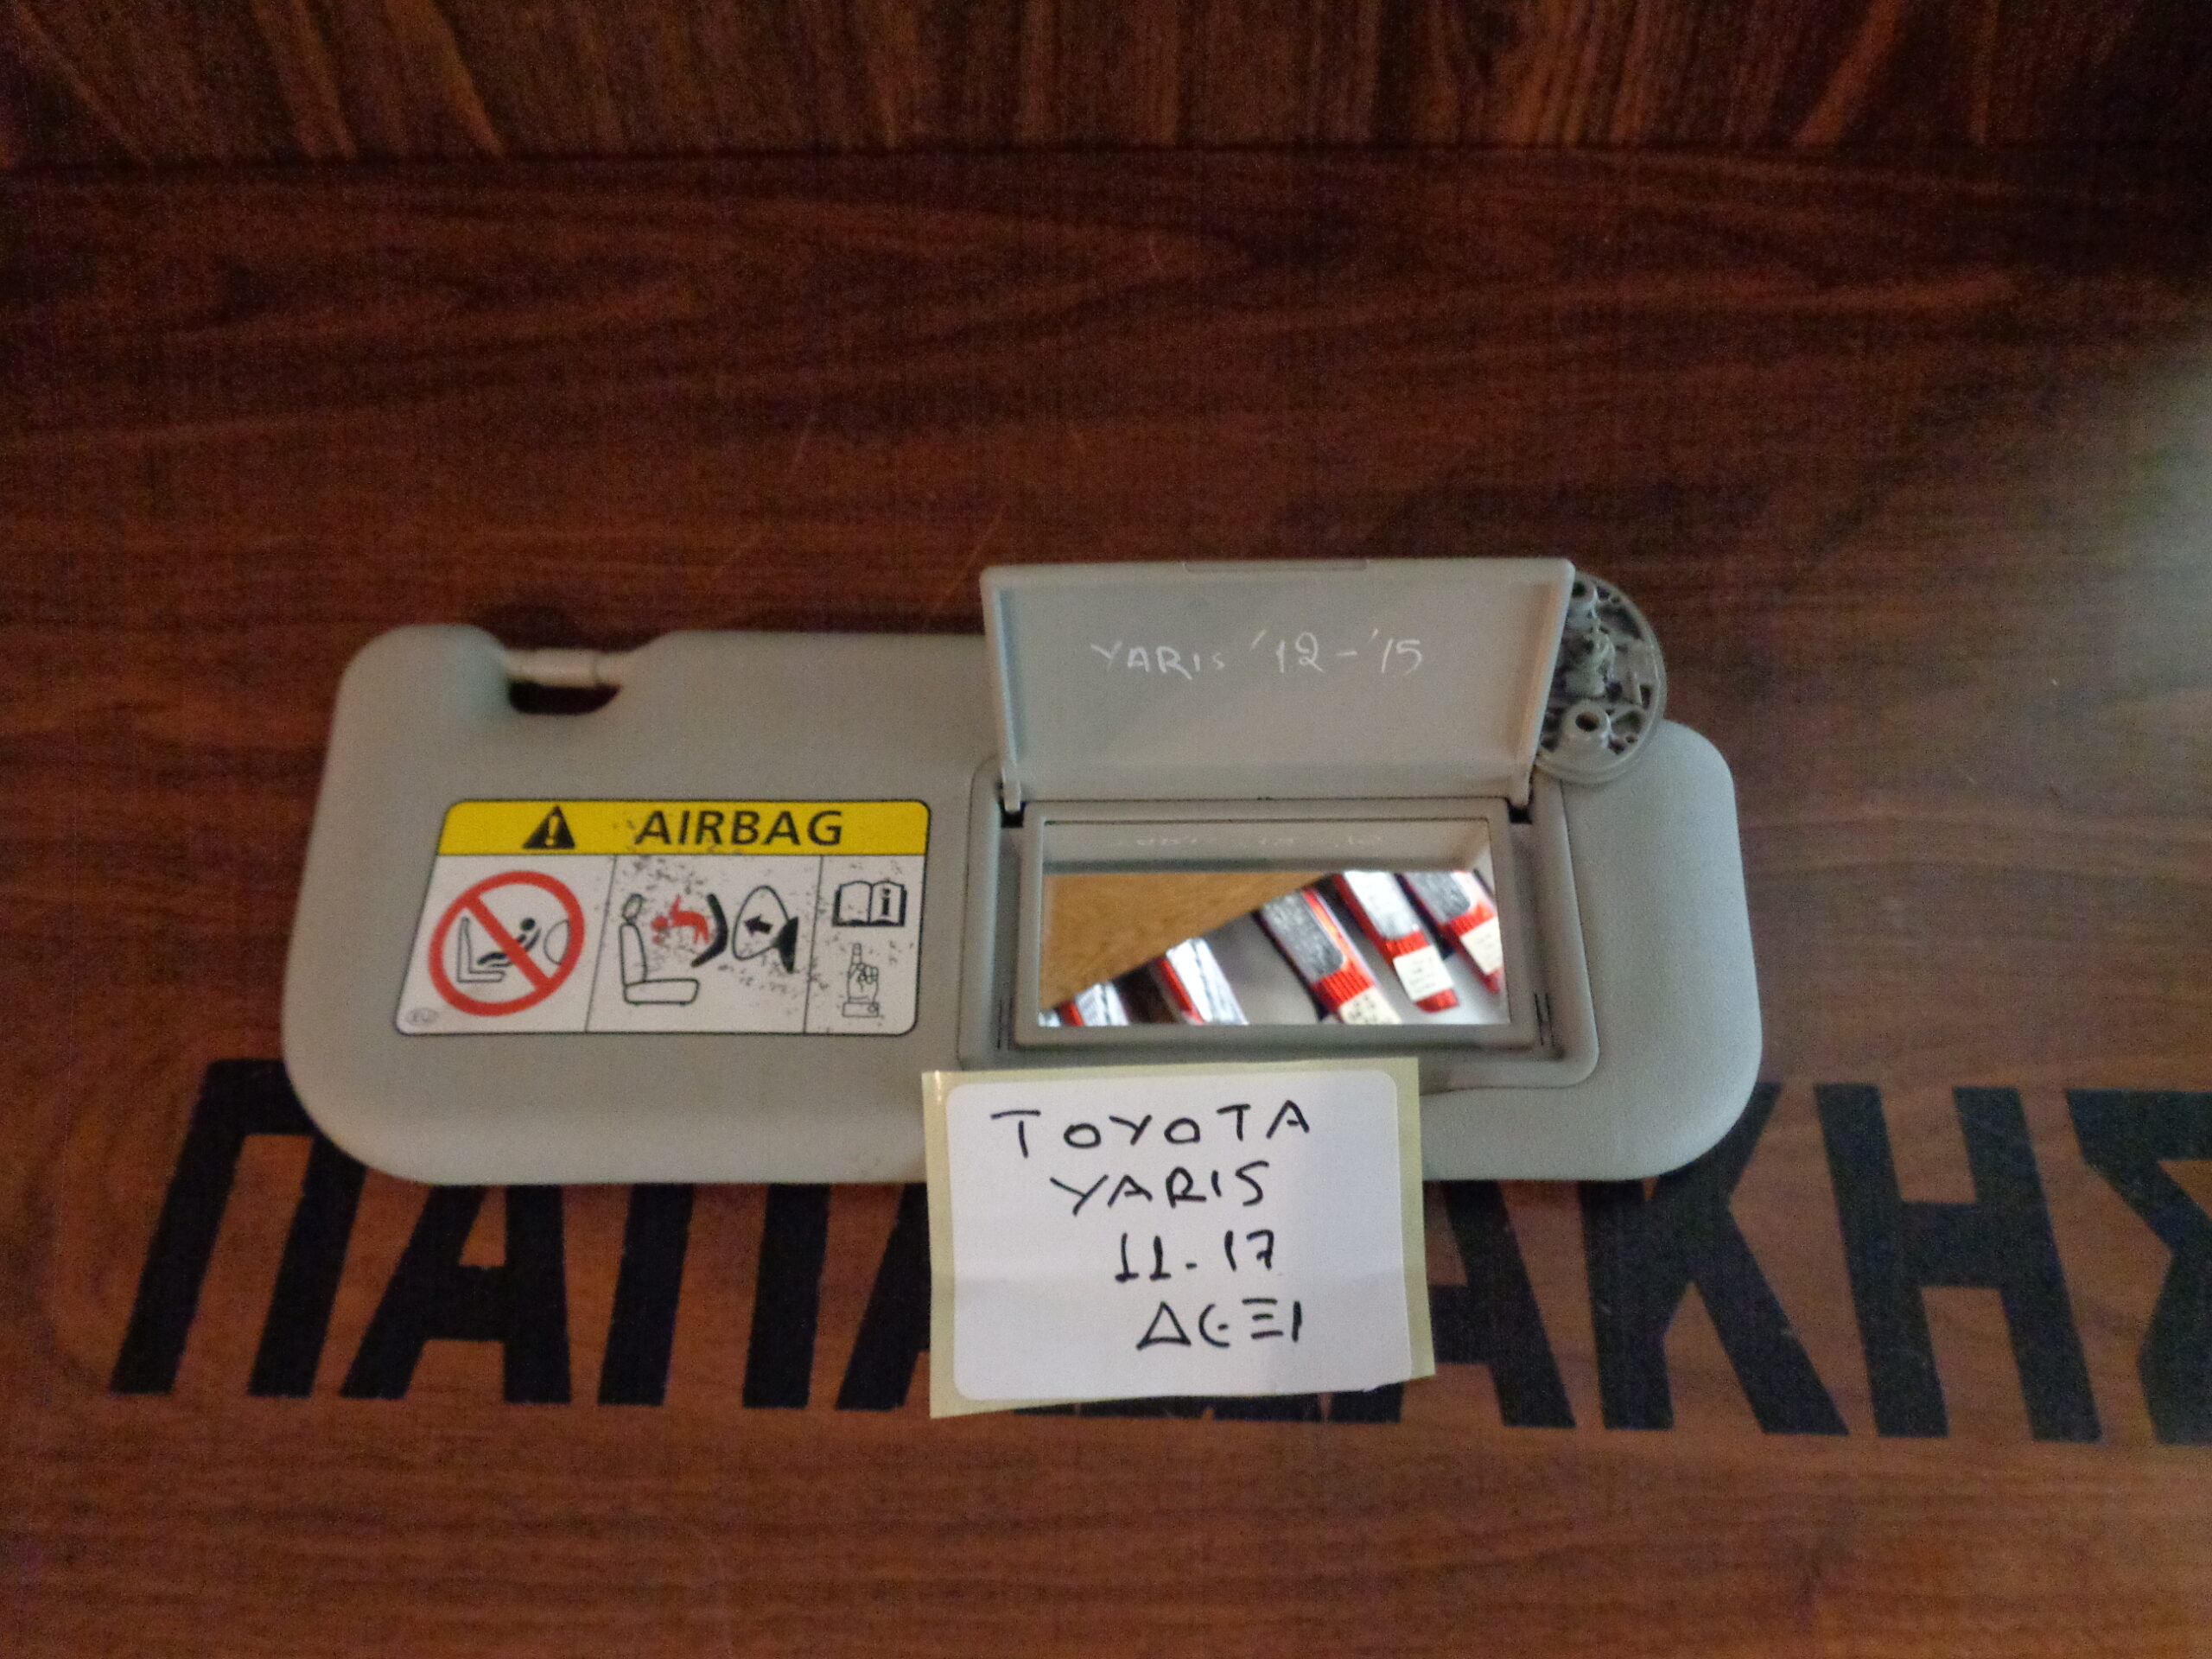 YARIS '12-'15
AIRBAG
TOYOTA
YARIS
11-17
ΔΕΞΙ